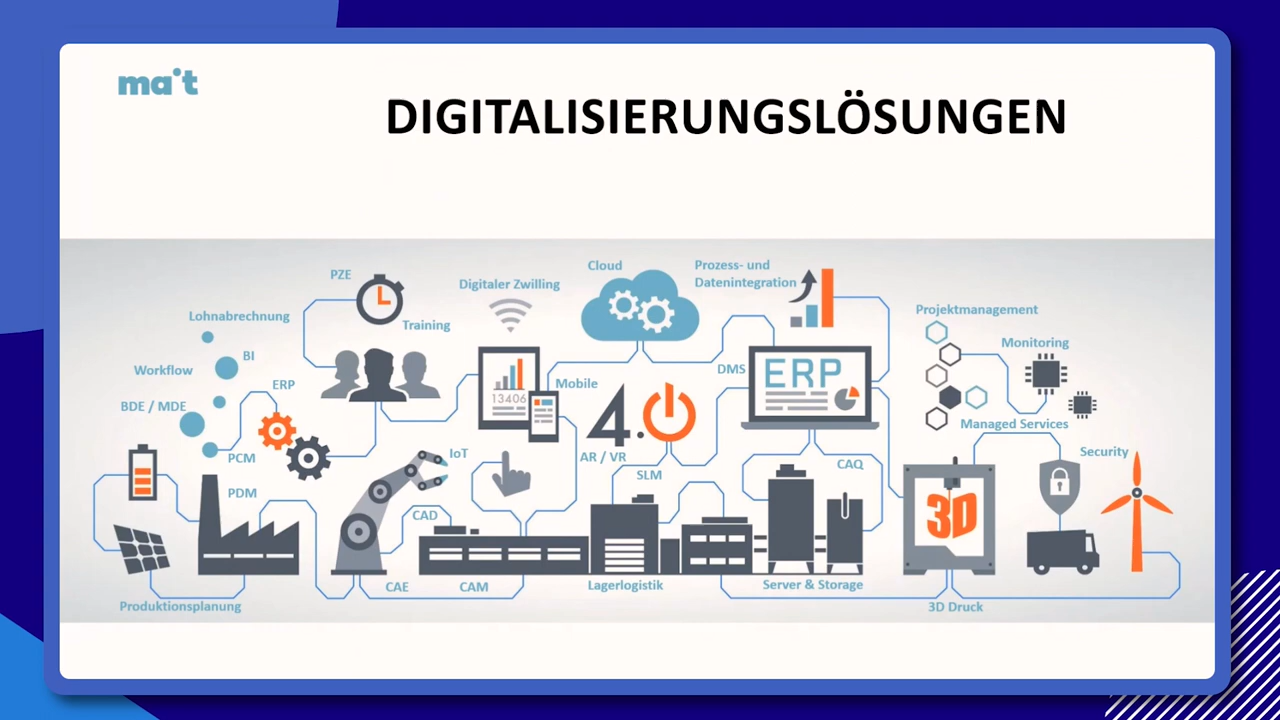 ma't
DIGITALISIERUNGSLÖSUNGEN
Cloud
Prozess- und
Datenintegration
PZE
Digitaler Zwilling
Projektmanagement
Lohnabrechnung
Training
Monitoring
BI
Workflow
DMS
ERP
ERP
Mobile
13406
BDE / MDE
4.0
Managed Services
PCM
IoT
AR / VR
SLM
CAQ
Security
PDM
CAD
3D
CAE
CAM
Lagerlogistik
Server & Storage
Produktionsplanung
3D Druck